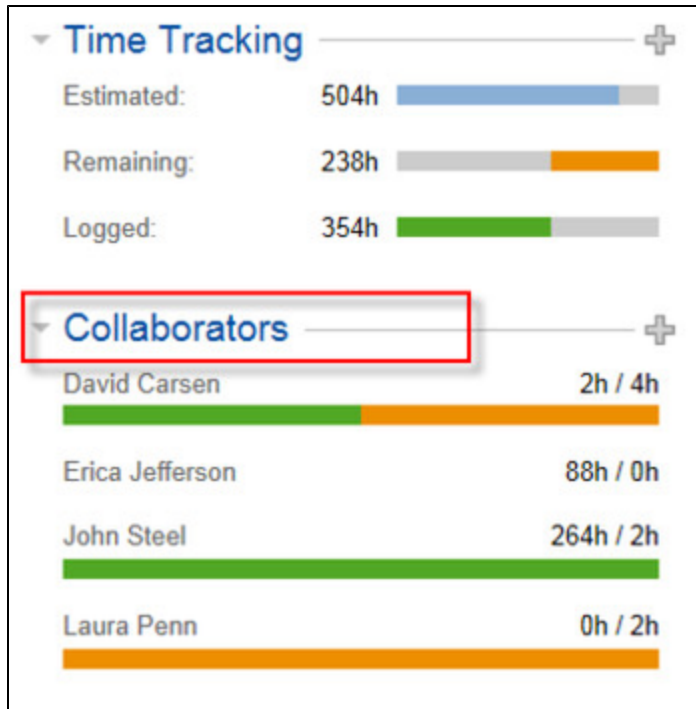 Time Tracking
Estimated: 504h
Remaining: 238h
Logged: 354h
Collaborators
David Carsen 2h / 4h
Erica Jefferson 88h / 0h
John Steel 264h / 2h
Laura Penn 0h / 2h